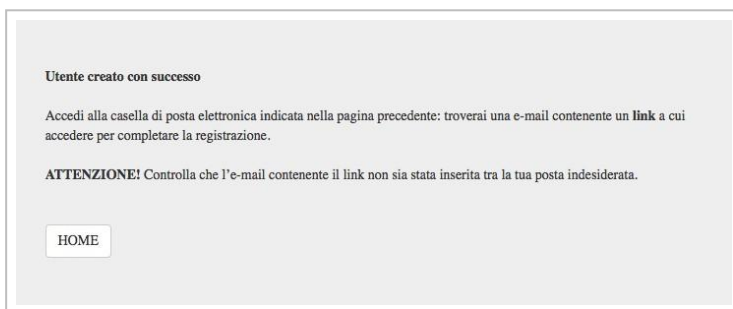 Utente creato con successo
Accedi alla casella di posta elettronica indicata nella pagina precedente: troverai una e-mail contenente un link a cui
accedere per completare la registrazione.
ATTENZIONE! Controlla che l'e-mail contenente il link non sia stata inserita tra la tua posta indesiderata.
HOME